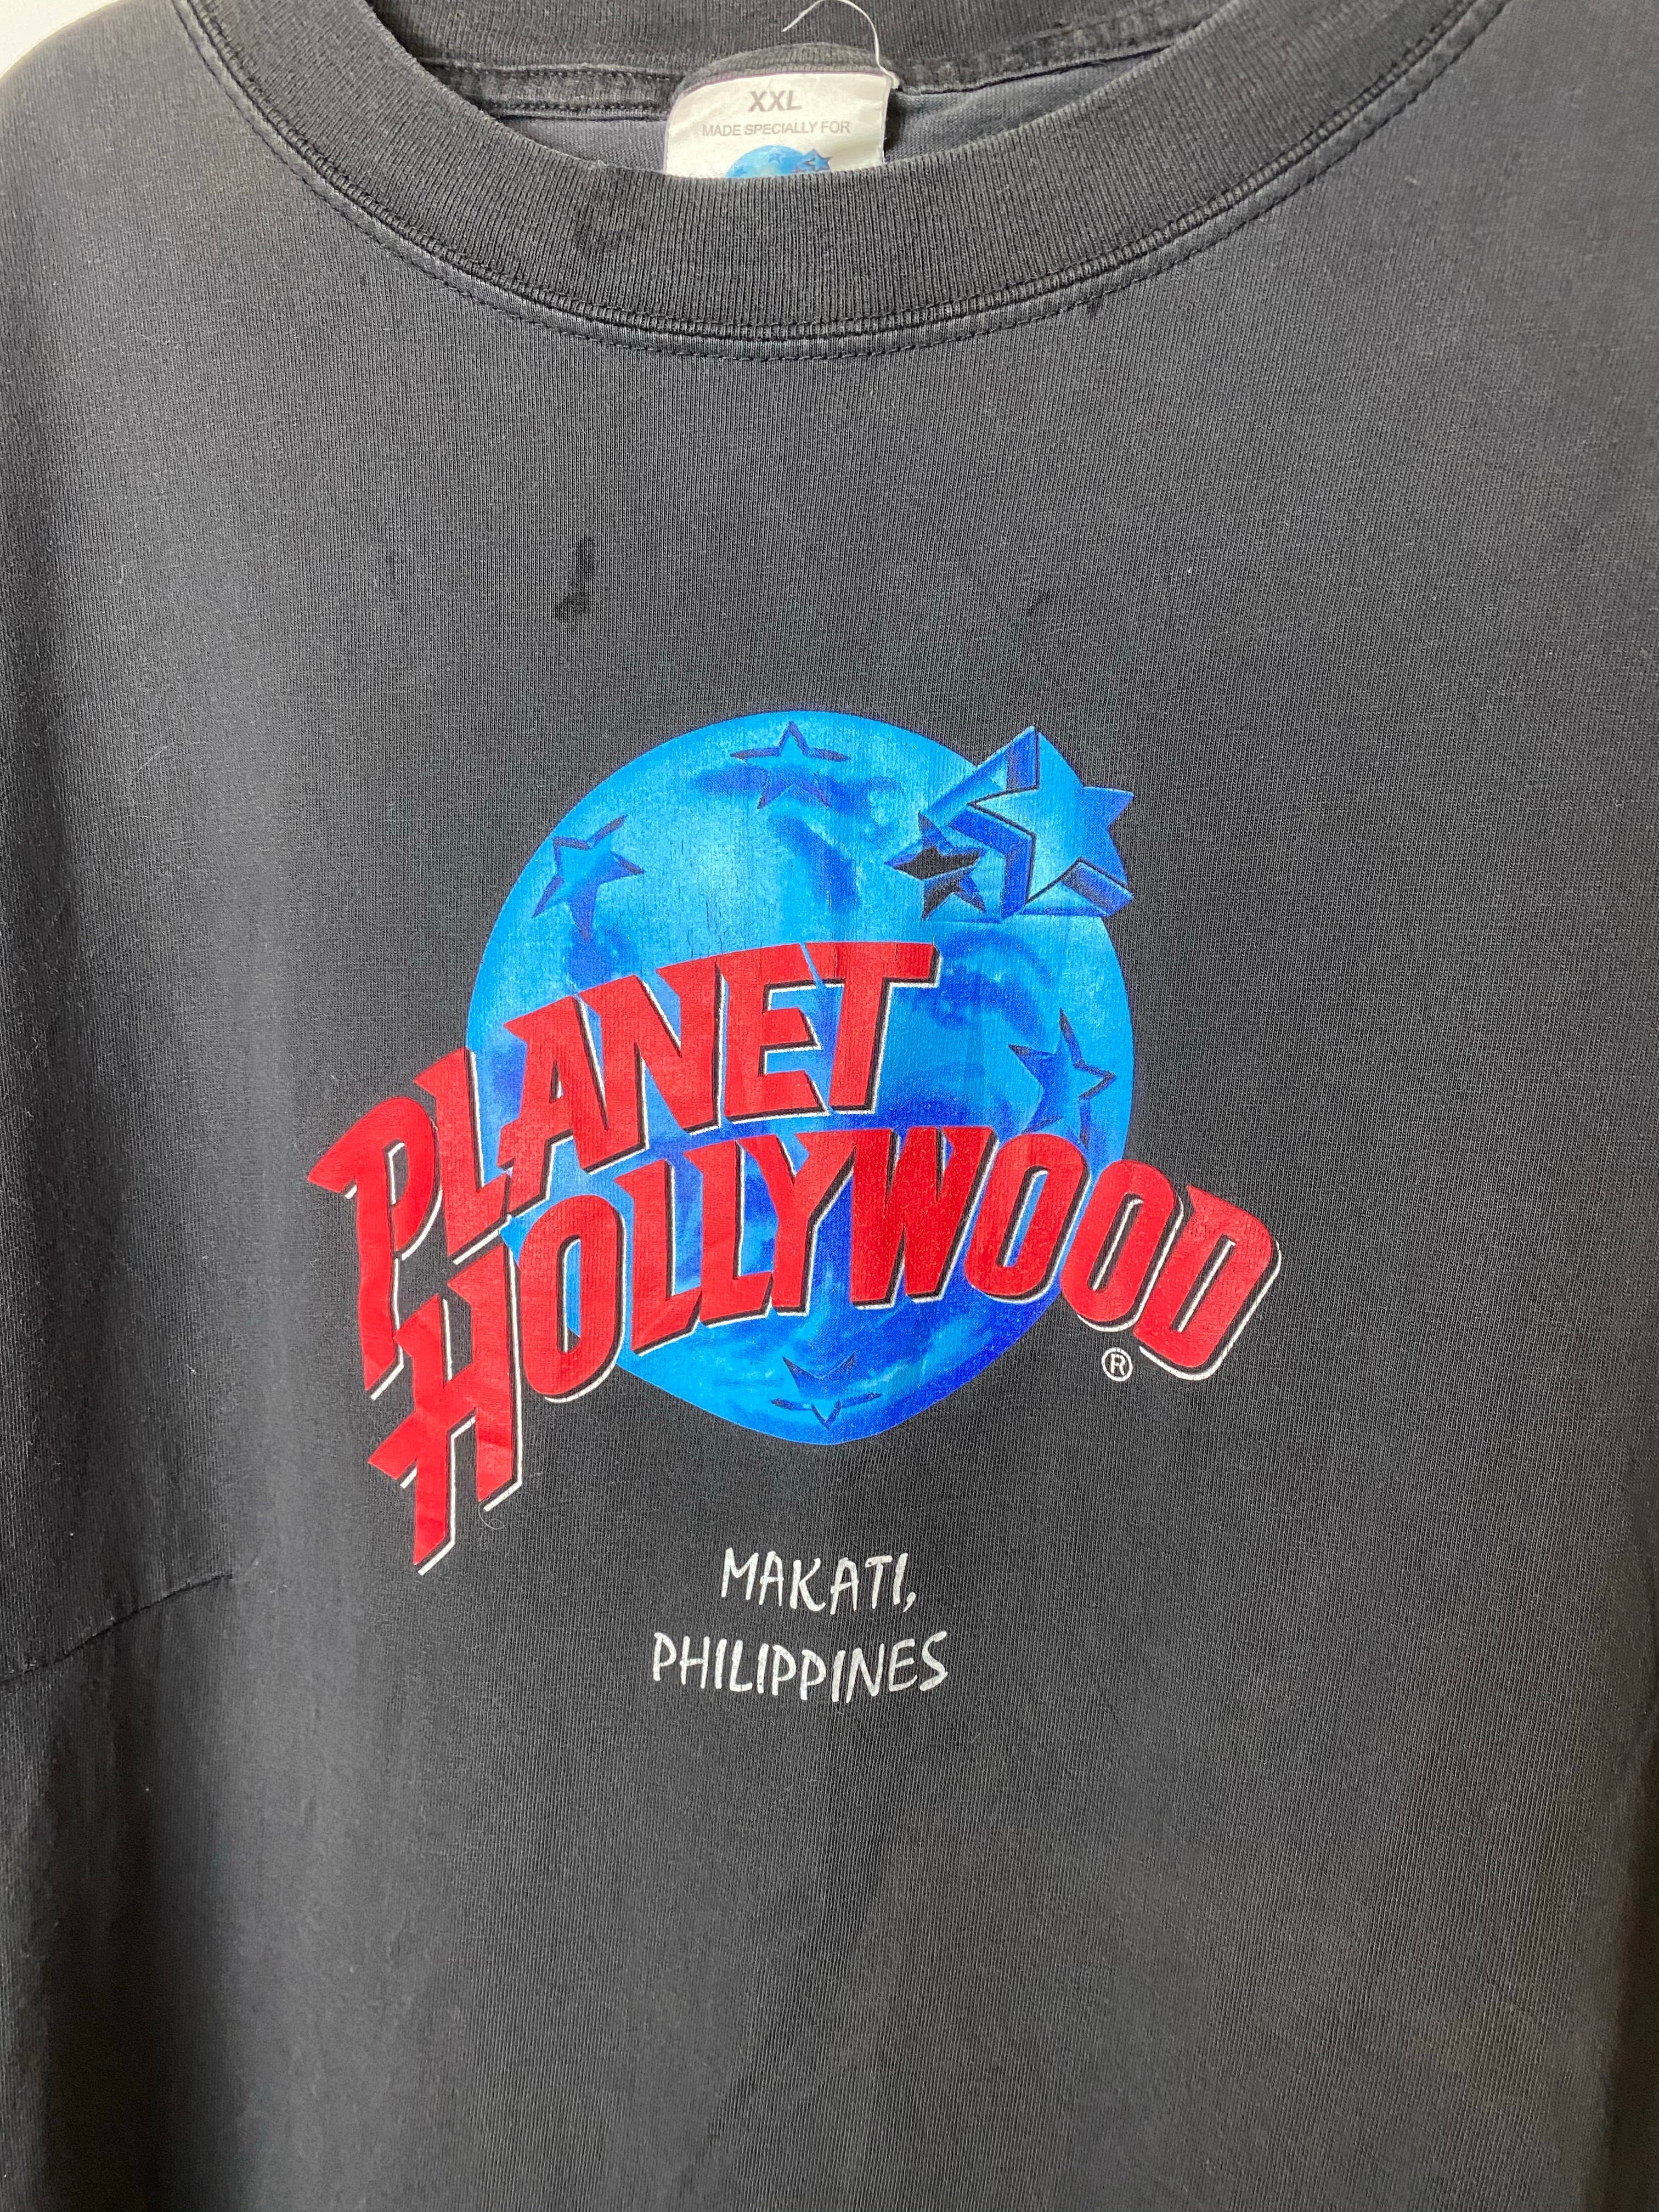 XXL
MADE SPECIALLY FOR
PLANET
HOLLYWOOD
®
MAKATI,
PHILIPPINES